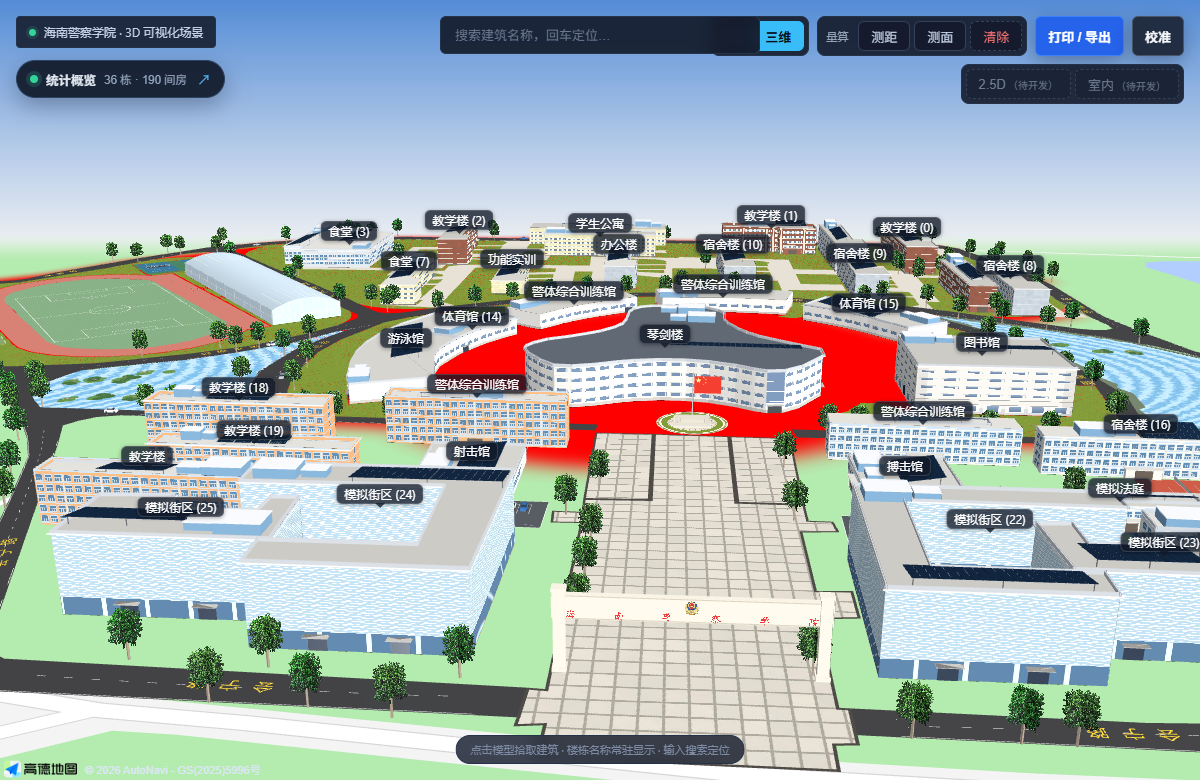 海南警察学院 · 3D 可视化场景
搜索建筑名称，回车定位...
三维
量算
测距
测面
清除
打印 / 导出
校准
统计概览 36 栋 · 190 间房
2.5D （待开发）
室内 （待开发）
教学楼 (1)
教学楼 (2)
学生公寓
食堂 (3)
教学楼 (0)
办公楼
宿舍楼 (10)
宿舍楼 (9)
功能实训
食堂 (7)
宿舍楼 (8)
警体综合训练馆
警体综合训练馆
体育馆 (15)
体育馆 (14)
琴剑楼
游泳馆
图书馆
教学楼 (18)
警体综合训练馆
警体综合训练馆
宿舍楼 (16)
教学楼 (19)
教学楼
射击馆
搏击馆
模拟法庭
模拟街区 (24)
模拟街区 (25)
模拟街区 (22)
模拟街区 (23)
点击模型拾取建筑 · 楼栋名称常驻显示 · 输入搜索定位
高德地图 © 2026 AutoNavi · GS(2025)5996号